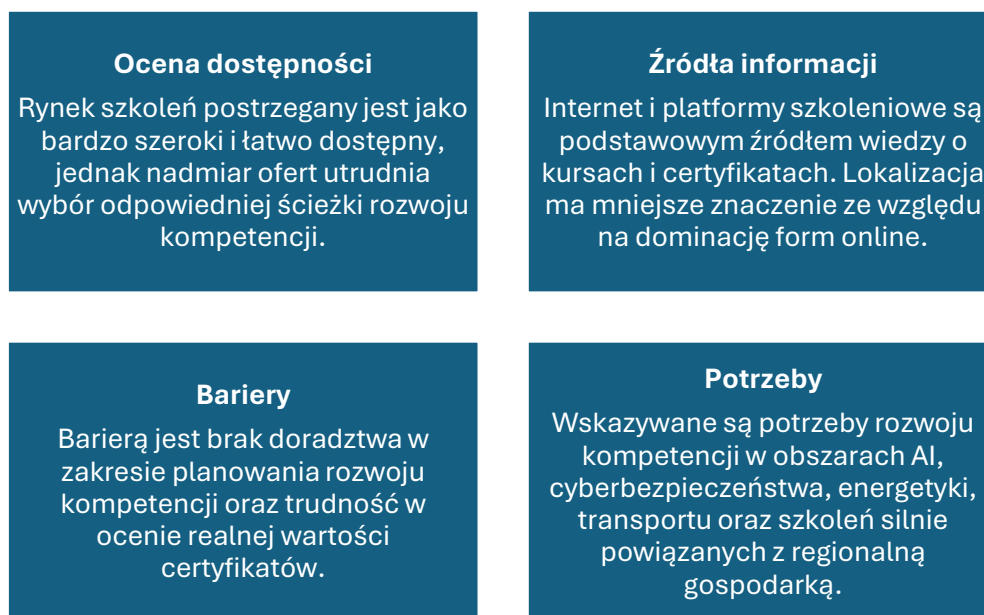 Ocena dostępności
Rynek szkoleń postrzegany jest jako
bardzo szeroki i łatwo dostępny,
jednak nadmiar ofert utrudnia
wybór odpowiedniej ścieżki rozwoju
kompetencji.
Źródła informacji
Internet i platformy szkoleniowe są
podstawowym źródłem wiedzy o
kursach i certyfikatach. Lokalizacja
ma mniejsze znaczenie ze względu
na dominację form online.
Bariery
Barierą jest brak doradztwa w
zakresie planowania rozwoju
kompetencji oraz trudność w
ocenie realnej wartości
certyfikatów.
Potrzeby
Wskazywane są potrzeby rozwoju
kompetencji w obszarach AI,
cyberbezpieczeństwa, energetyki,
transportu oraz szkoleń silnie
powiązanych z regionalną
gospodarką.